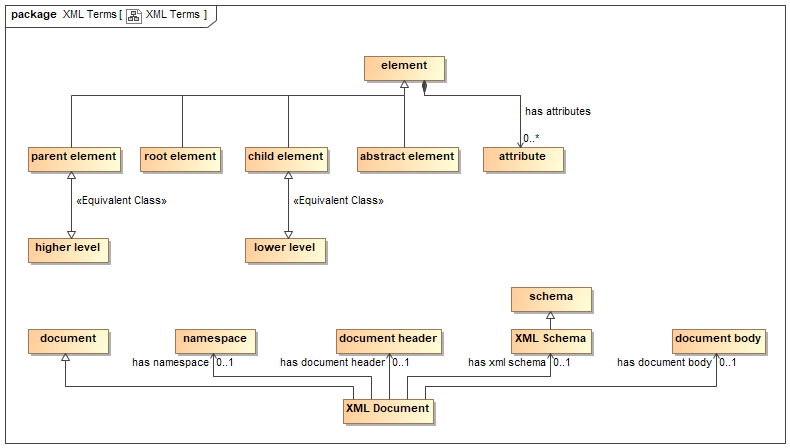 package XML Terms [ XML Terms ]
element
has attributes
0..*
parent element
root element
child element
abstract element
attribute
«Equivalent Class»
«Equivalent Class»
higher level
lower level
schema
document
namespace
document header
XML Schema
document body
has namespace 0..1
has document header 0..1
has xml schema 0..1
has document body 0..1
XML Document